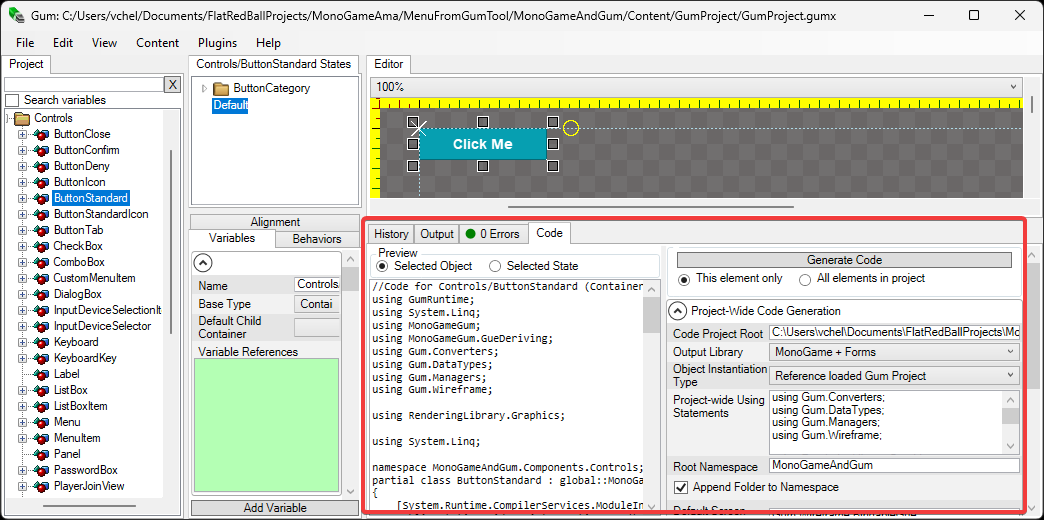 Gum: C:/Users/vchel/Documents/FlatRedBallProjects/MonoGameAma/MenuFromGumTool/MonoGameAndGum/Content/GumProject/GumProject.gumx
File Edit View Content Plugins Help
Project
X
Search variables
Controls
ButtonClose
ButtonConfirm
ButtonDeny
ButtonIcon
ButtonStandard
ButtonStandardIcon
ButtonTab
CheckBox
ComboBox
CustomMenuItem
DialogBox
InputDeviceSelectionIt
InputDeviceSelector
Keyboard
KeyboardKey
Label
ListBox
ListBoxItem
Menu
MenuItem
Panel
PasswordBox
PlayerJoinView
Controls/ButtonStandard States
ButtonCategory
Default
Alignment
Variables Behaviors
Name Controls/
Base Type Contai
Default Child
Container
Variable References
Add Variable
Editor
100%
Click Me
History Output 0 Errors Code
Preview
Selected Object Selected State
//Code for Controls/ButtonStandard (Container
using GumRuntime;
using System.Linq;
using MonoGameGum;
using MonoGameGum.GueDeriving;
using Gum.Converters;
using Gum.DataTypes;
using Gum.Managers;
using Gum.Wireframe;
using RenderingLibrary.Graphics;
using System.Linq;
namespace MonoGameAndGum.Components.Controls;
partial class ButtonStandard : global::MonoGa
{
[System.Runtime.CompilerServices.ModuleIn
Generate Code
This element only All elements in project
Project-Wide Code Generation
Code Project Root C:\Users\vchel\Documents\FlatRedBallProjects\Mo
Output Library MonoGame + Forms
Object Instantiation
Type Reference loaded Gum Project
Project-wide Using
Statements
using Gum.Converters;
using Gum.DataTypes;
using Gum.Managers;
using Gum.Wireframe;
Root Namespace MonoGameAndGum
Append Folder to Namespace
Default Screen